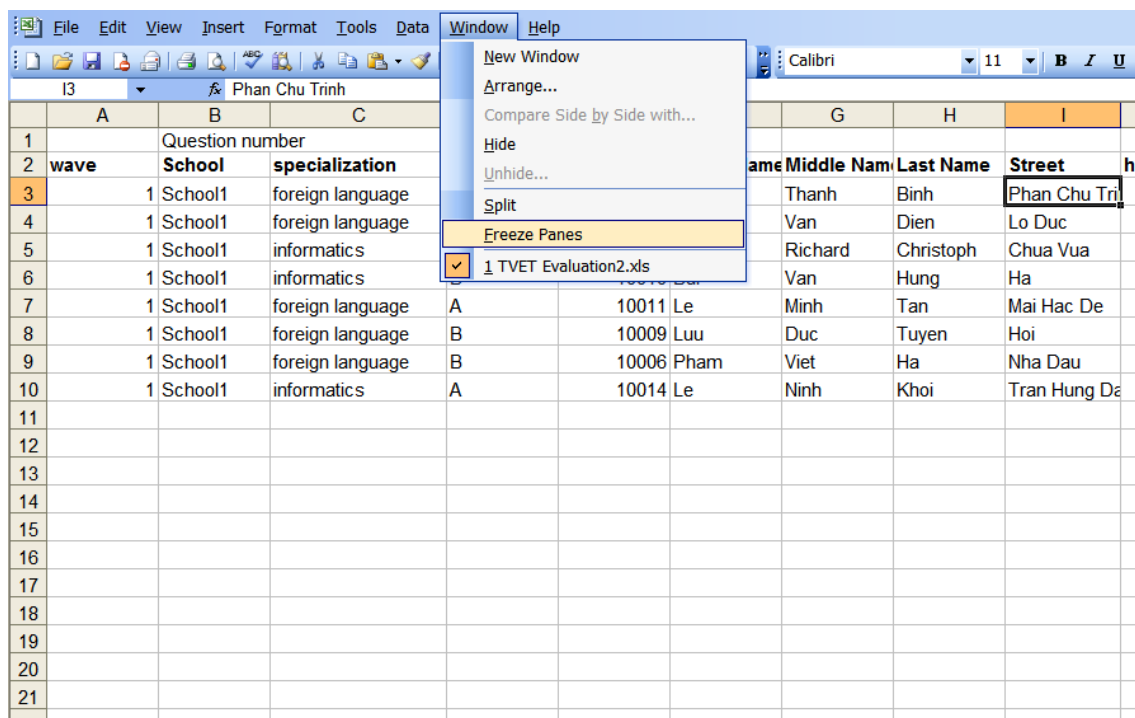 File Edit View Insert Format Tools Data Window Help
Calibri 11 B I U
I3 fx Phan Chu Trinh
New Window
Arrange...
Compare Side by Side with...
Hide
Unhide...
Split
Freeze Panes
1 TVET Evaluation2.xls
A B C G H I
1 Question number
2 wave School specialization ame Middle Nam Last Name Street h
3 1 School1 foreign language Thanh Binh Phan Chu Tri
4 1 School1 foreign language Van Dien Lo Duc
5 1 School1 informatics Richard Christoph Chua Vua
6 1 School1 informatics Van Hung Ha
7 1 School1 foreign language A 10011 Le Minh Tan Mai Hac De
8 1 School1 foreign language B 10009 Luu Duc Tuyen Hoi
9 1 School1 foreign language B 10006 Pham Viet Ha Nha Dau
10 1 School1 informatics A 10014 Le Ninh Khoi Tran Hung Da
11
12
13
14
15
16
17
18
19
20
21